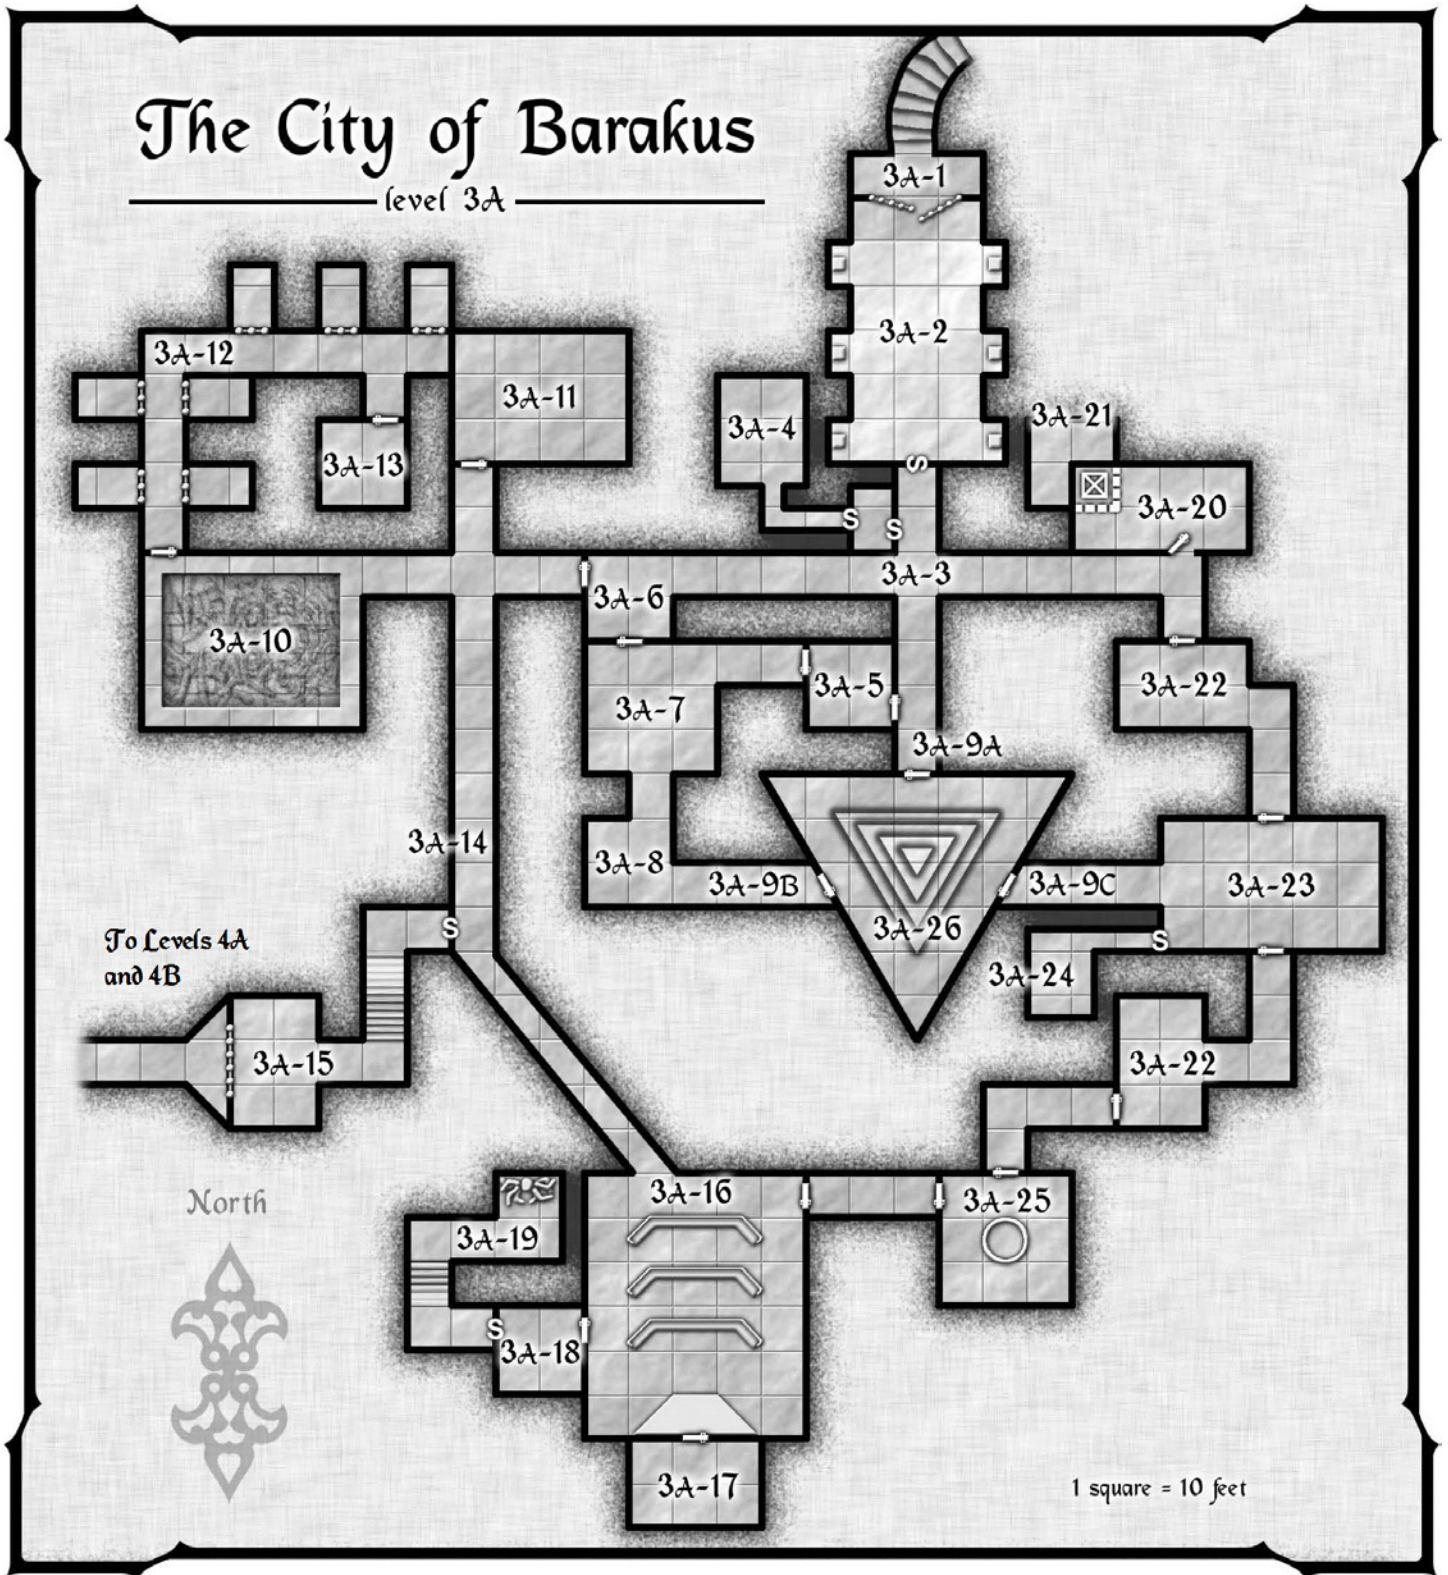 The City of Barakus
level 3A
3A-1
3A-2
3A-12
3A-11
3A-4
3A-21
3A-13
3A-20
S
S
S
3A-3
3A-6
3A-10
3A-5
3A-22
3A-7
3A-9A
3A-14
3A-8
3A-9B
3A-9C
3A-23
S
3A-26
S
To Levels 4A
and 4B
3A-24
3A-15
3A-22
North
3A-16
3A-25
3A-19
S
3A-18
3A-17
1 square = 10 feet